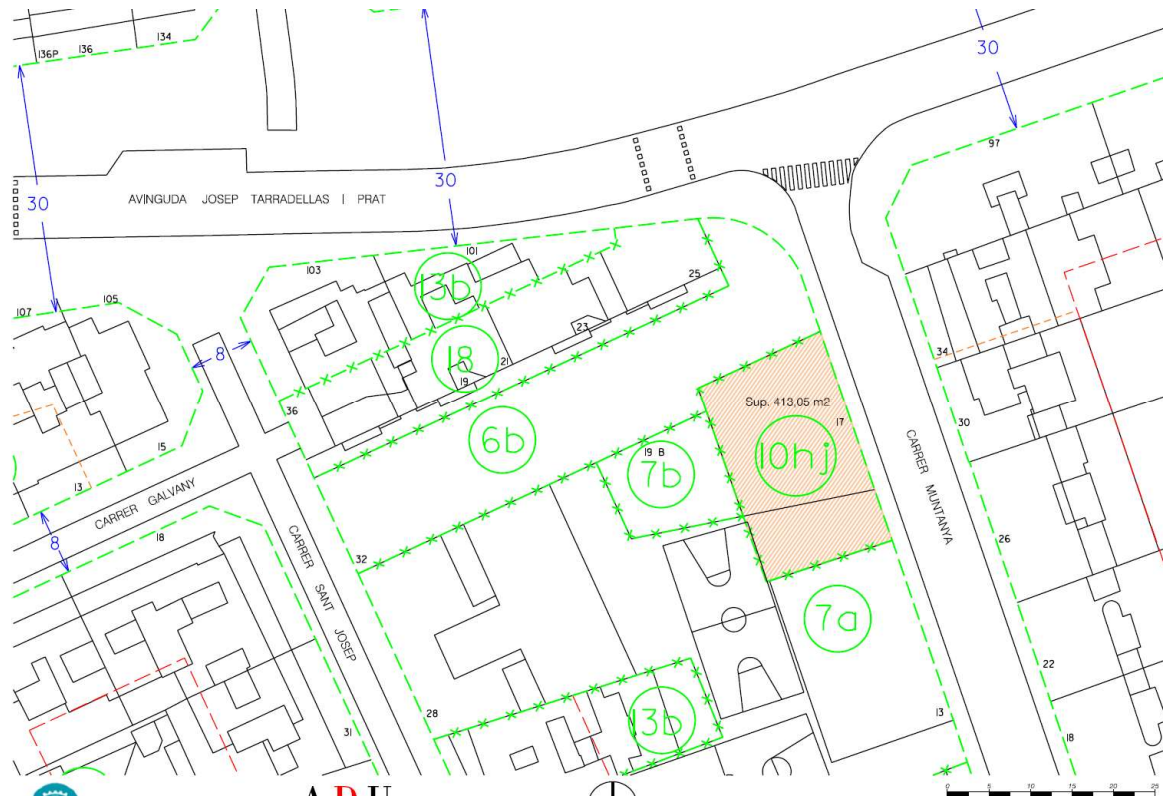 136P
136
134
30
30
30
AVINGUDA JOSEP TARRADELLAS I PRAT
97
103
101
13b
25
107
105
8
23
18
21
19
34
36
Sup. 413,05 m2
17
6b
19 B
7b
10hj
30
15
13
CARRER GALVANY
CARRER MUNTANYA
18
8
CARRER SANT JOSEP
32
26
7a
22
28
13
13b
31
18
A D U
0 5 10 15 20 25